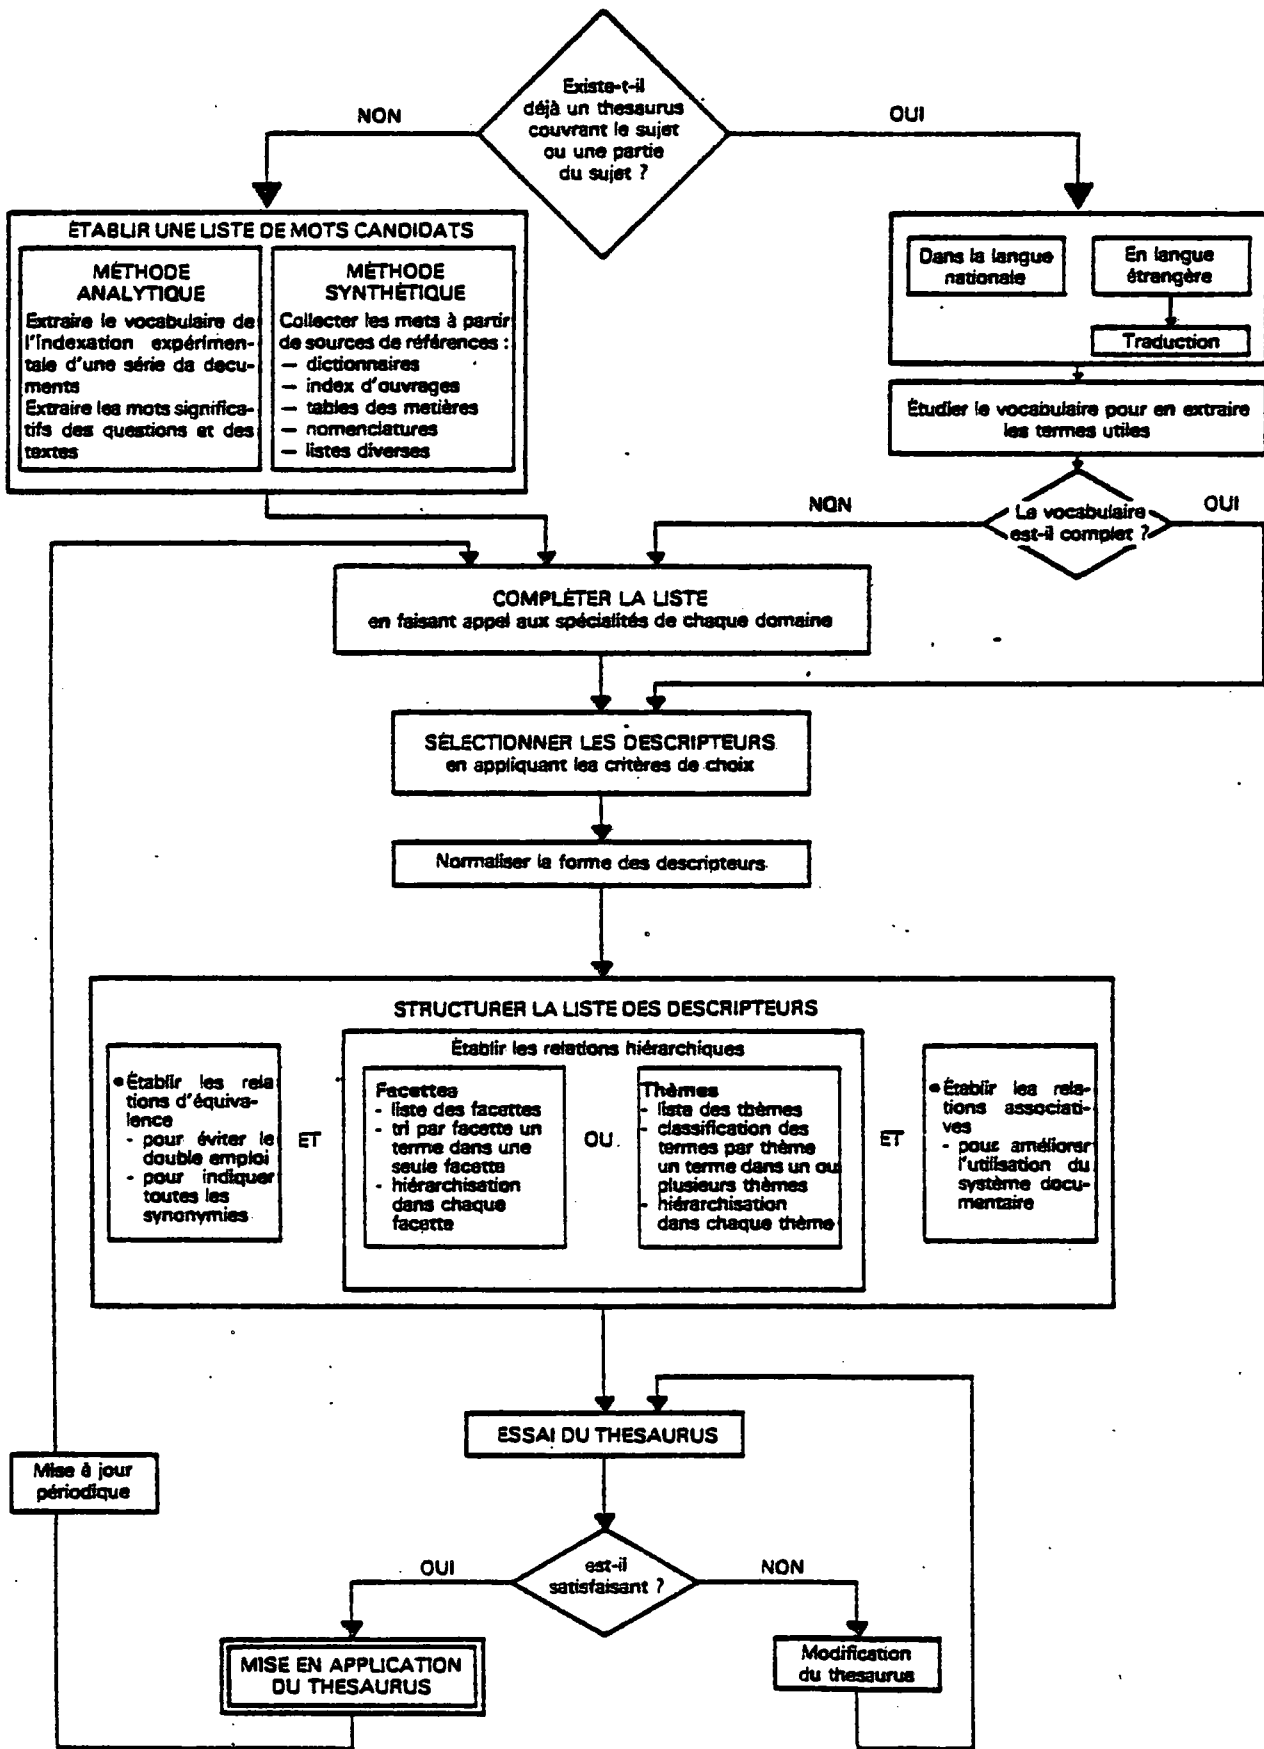 Existe-t-il
déjà un thesaurus
couvrant le sujet
ou une partie
du sujet ?
NON
OUI
ÉTABLIR UNE LISTE DE MOTS CANDIDATS
MÉTHODE
ANALYTIQUE
Extraire le vocabulaire de
l'indexation expérimen-
tale d'une série da decu-
ments
Extraire les mots significa-
tifs des questions et des
textes
MÉTHODE
SYNTHÉTIQUE
Collecter les mots à partir
de sources de références :
— dictionnaires
— index d'ouvrages
— tables des metières
— nomenclatures
— listes diverses
Dans la langue
nationale
En langue
étrangère
Traduction
Étudier le vocabulaire pour en extraire
les termes utiles
Le vocabulaire
est-il complet ?
NON
OUI
COMPLÉTER LA LISTE
en faisant appel aux spécialités de chaque domaine
SÉLECTIONNER LES DESCRIPTEURS
en appliquant les critères de choix
Normaliser la forme des descripteurs
STRUCTURER LA LISTE DES DESCRIPTEURS
• Établir les rela
tions d'équiva-
lence
- pour éviter le
double emploi
- pour indiquer
toutes les
synonymies
ET
Établir les relations hiérarchiques
Facettes
- liste des facettes
- tri par facette un
terme dans une
seule facette
- hiérarchisation
dans chaque
facette
OU
Thèmes
- liste des thèmes
- classification des
termes par thème
un terme dans un ou
plusieurs thèmes
- hiérarchisation
dans chaque thème
ET
• Établir les rela-
tions associati-
ves
- pour améliorer
l'utilisation du
système docu-
mentaire
ESSAI DU THESAURUS
Mise à jour
périodique
est-il
satisfaisant ?
OUI
NON
MISE EN APPLICATION
DU THESAURUS
Modification
du thesaurus